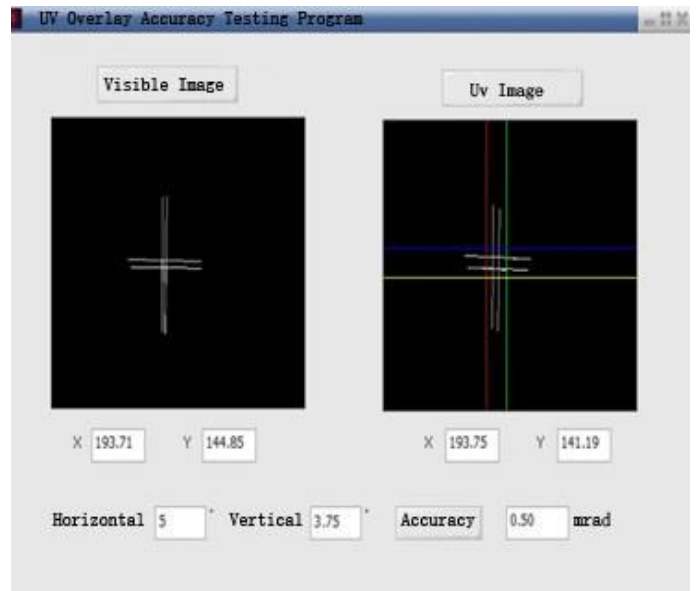 UV Overlay Accuracy Testing Program
Visible Image Uv Image
X 193.71 Y 144.85 X 193.75 Y 141.19
Horizontal 5 ° Vertical 3.75 ° Accuracy 0.50 mrad